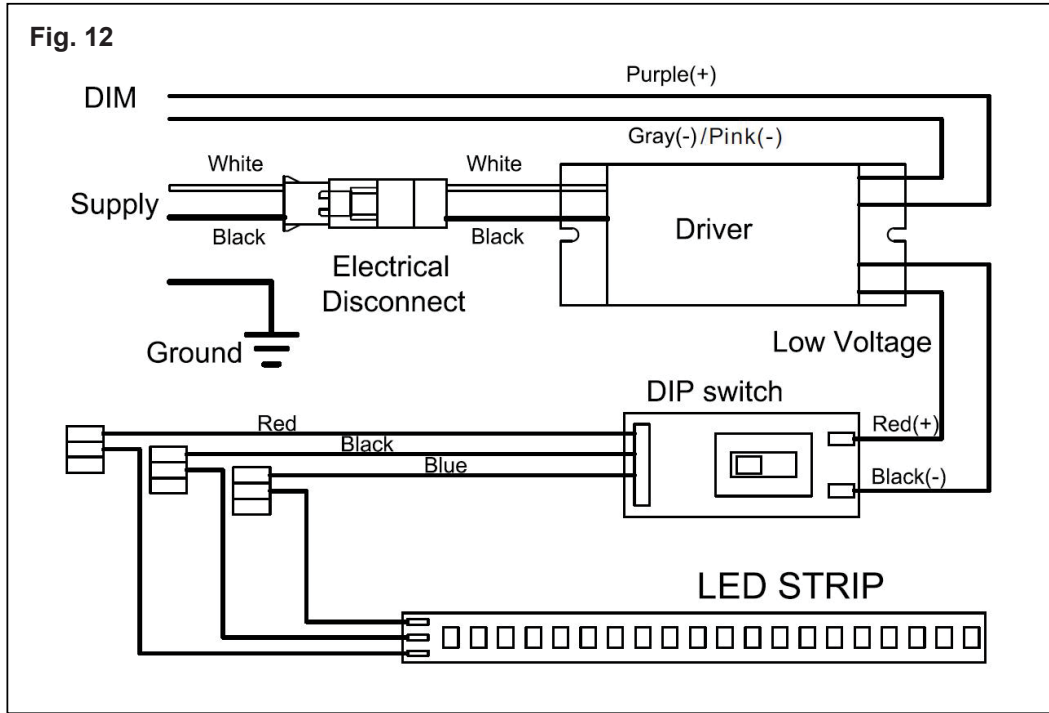 Fig. 12
Purple(+)
DIM
Gray(-)/Pink(-)
White
White
Supply
Driver
Black
Black
Electrical
Disconnect
Ground
Low Voltage
DIP switch
Red
Red(+)
Black
Blue
Black(-)
LED STRIP